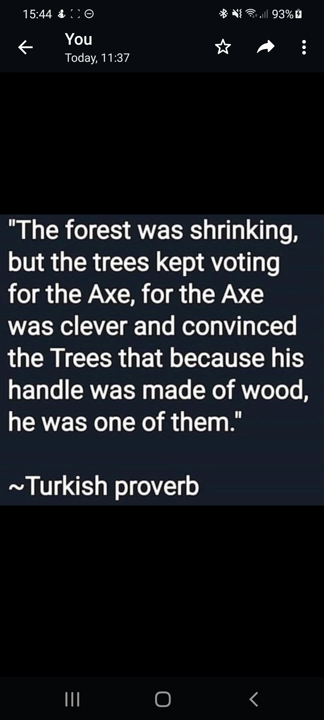 15:44
93%
You
Today, 11:37
"The forest was shrinking,
but the trees kept voting
for the Axe, for the Axe
was clever and convinced
the Trees that because his
handle was made of wood,
he was one of them."
~Turkish proverb